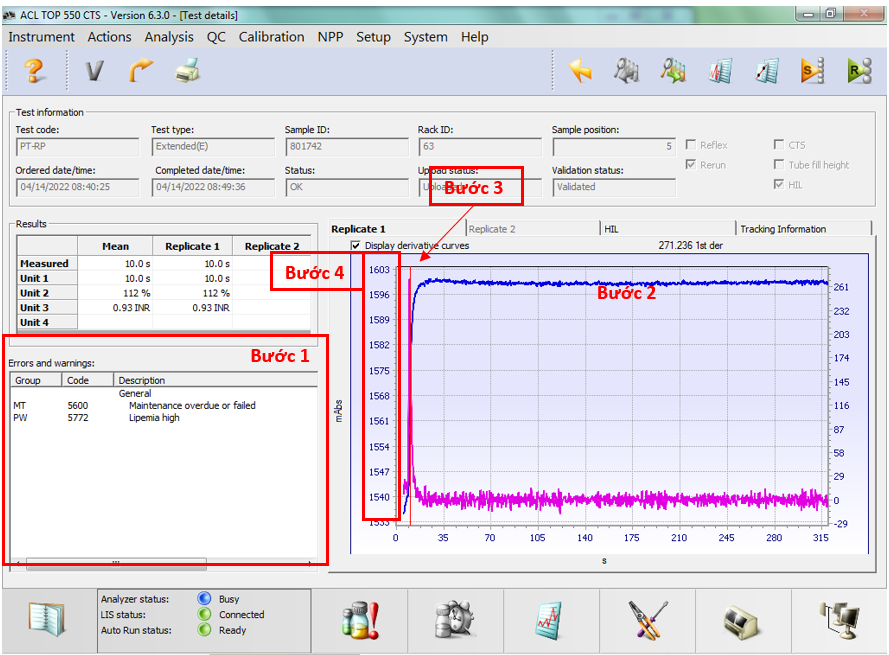 ACL TOP 550 CTS - Version 6.3.0 - [Test details]
Instrument Actions Analysis QC Calibration NPP Setup System Help
Test information
Test code: Test type: Sample ID: Rack ID: Sample position:
PT-RP Extended(E) 801742 63 5 Reflex CTS
Rerun Tube fill height
Ordered date/time: Completed date/time: Status: Upload status: Validation status:
04/14/2022 08:40:25 04/14/2022 08:49:36 OK Validated HIL
Bước 3
Results
Mean Replicate 1 Replicate 2
Measured 10.0 s 10.0 s
Unit 1 10.0 s 10.0 s
Unit 2 112 % 112 %
Unit 3 0.93 INR 0.93 INR
Unit 4
Replicate 1 Replicate 2 HIL Tracking Information
Display derivative curves 271.236 1st der
Bước 4
Bước 2
Bước 1
Errors and warnings:
Group Code Description
General
MT 5600 Maintenance overdue or failed
PW 5772 Lipemia high
mAbs
1603
1596
1589
1582
1575
1568
1561
1554
1547
1540
1533
261
232
203
174
145
116
87
58
29
0
-29
0 35 70 105 140 175 210 245 280 315
s
Analyzer status: Busy
LIS status: Connected
Auto Run status: Ready
S
R